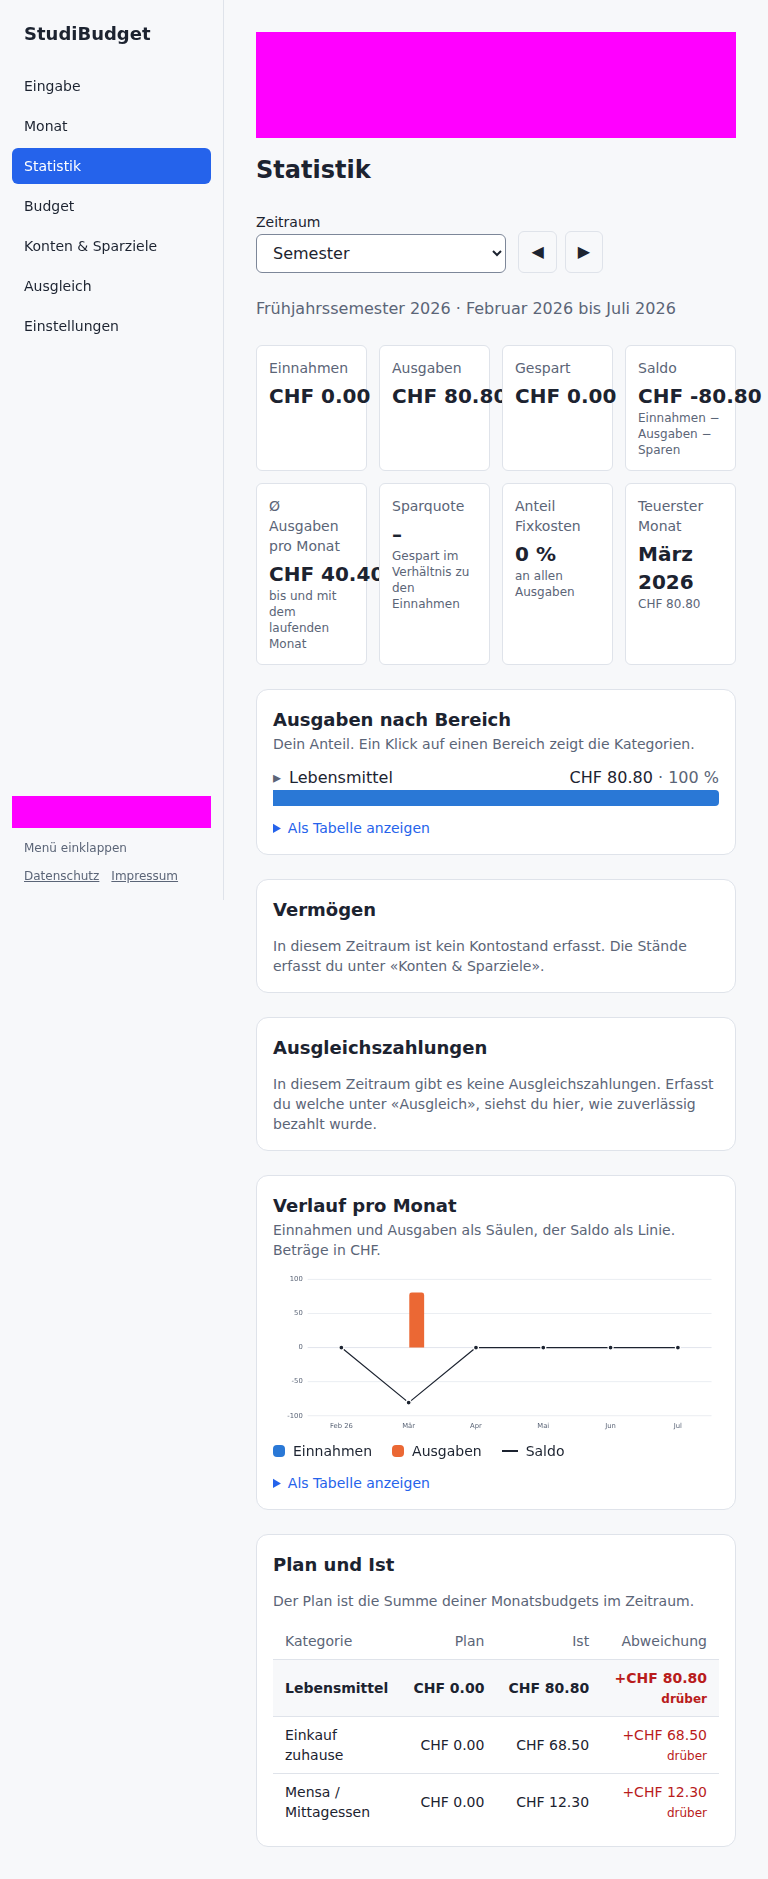 StudiBudget
Eingabe
Monat
Statistik
Budget
Konten & Sparziele
Ausgleich
Einstellungen
Menü einklappen
Datenschutz Impressum
Statistik
Zeitraum
Semester
◀ ▶
Frühjahrssemester 2026 · Februar 2026 bis Juli 2026
Einnahmen
CHF 0.00
Ausgaben
CHF 80.80
Gespart
CHF 0.00
Saldo
CHF -80.80
Einnahmen −
Ausgaben −
Sparen
Ø
Ausgaben
pro Monat
CHF 40.40
bis und mit
dem
laufenden
Monat
Sparquote
–
Gespart im
Verhältnis zu
den
Einnahmen
Anteil
Fixkosten
0 %
an allen
Ausgaben
Teuerster
Monat
März
2026
CHF 80.80
Ausgaben nach Bereich
Dein Anteil. Ein Klick auf einen Bereich zeigt die Kategorien.
▶ Lebensmittel CHF 80.80 · 100 %
▶ Als Tabelle anzeigen
Vermögen
In diesem Zeitraum ist kein Kontostand erfasst. Die Stände
erfasst du unter «Konten & Sparziele».
Ausgleichszahlungen
In diesem Zeitraum gibt es keine Ausgleichszahlungen. Erfasst
du welche unter «Ausgleich», siehst du hier, wie zuverlässig
bezahlt wurde.
Verlauf pro Monat
Einnahmen und Ausgaben als Säulen, der Saldo als Linie.
Beträge in CHF.
100
50
0
-50
-100
Feb 26 Mär Apr Mai Jun Jul
Einnahmen Ausgaben Saldo
▶ Als Tabelle anzeigen
Plan und Ist
Der Plan ist die Summe deiner Monatsbudgets im Zeitraum.
Kategorie Plan Ist Abweichung
Lebensmittel CHF 0.00 CHF 80.80 +CHF 80.80
drüber
Einkauf
zuhause CHF 0.00 CHF 68.50 +CHF 68.50
drüber
Mensa /
Mittagessen CHF 0.00 CHF 12.30 +CHF 12.30
drüber